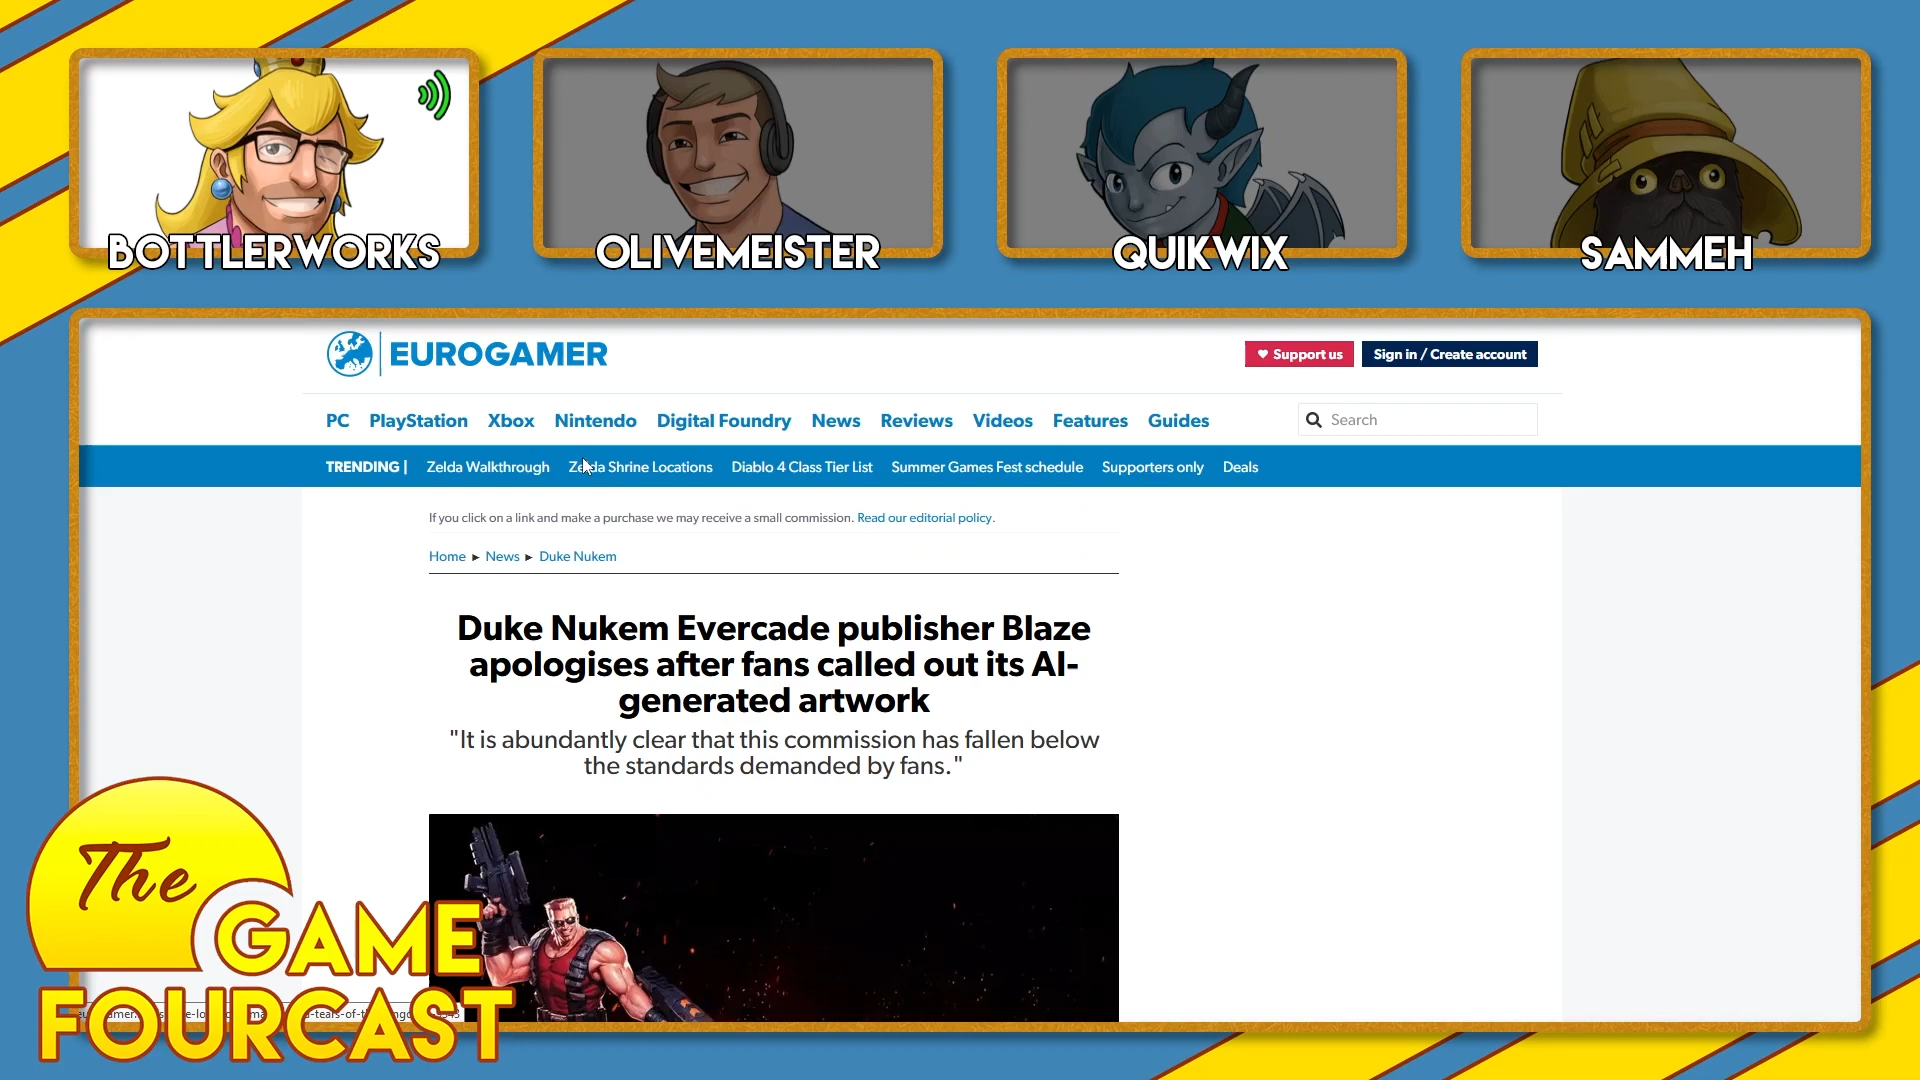 BOTTLERWORKS
OLIVEMEISTER
QUIKWIX
SAMMEH
EUROGAMER
Support us
Sign in / Create account
PC PlayStation Xbox Nintendo Digital Foundry News Reviews Videos Features Guides
Search
TRENDING | Zelda Walkthrough Zelda Shrine Locations Diablo 4 Class Tier List Summer Games Fest schedule Supporters only Deals
If you click on a link and make a purchase we may receive a small commission. Read our editorial policy.
Home ► News ► Duke Nukem
Duke Nukem Evercade publisher Blaze
apologises after fans called out its AI-
generated artwork
"It is abundantly clear that this commission has fallen below
the standards demanded by fans."
The
GAME
FOURCAST